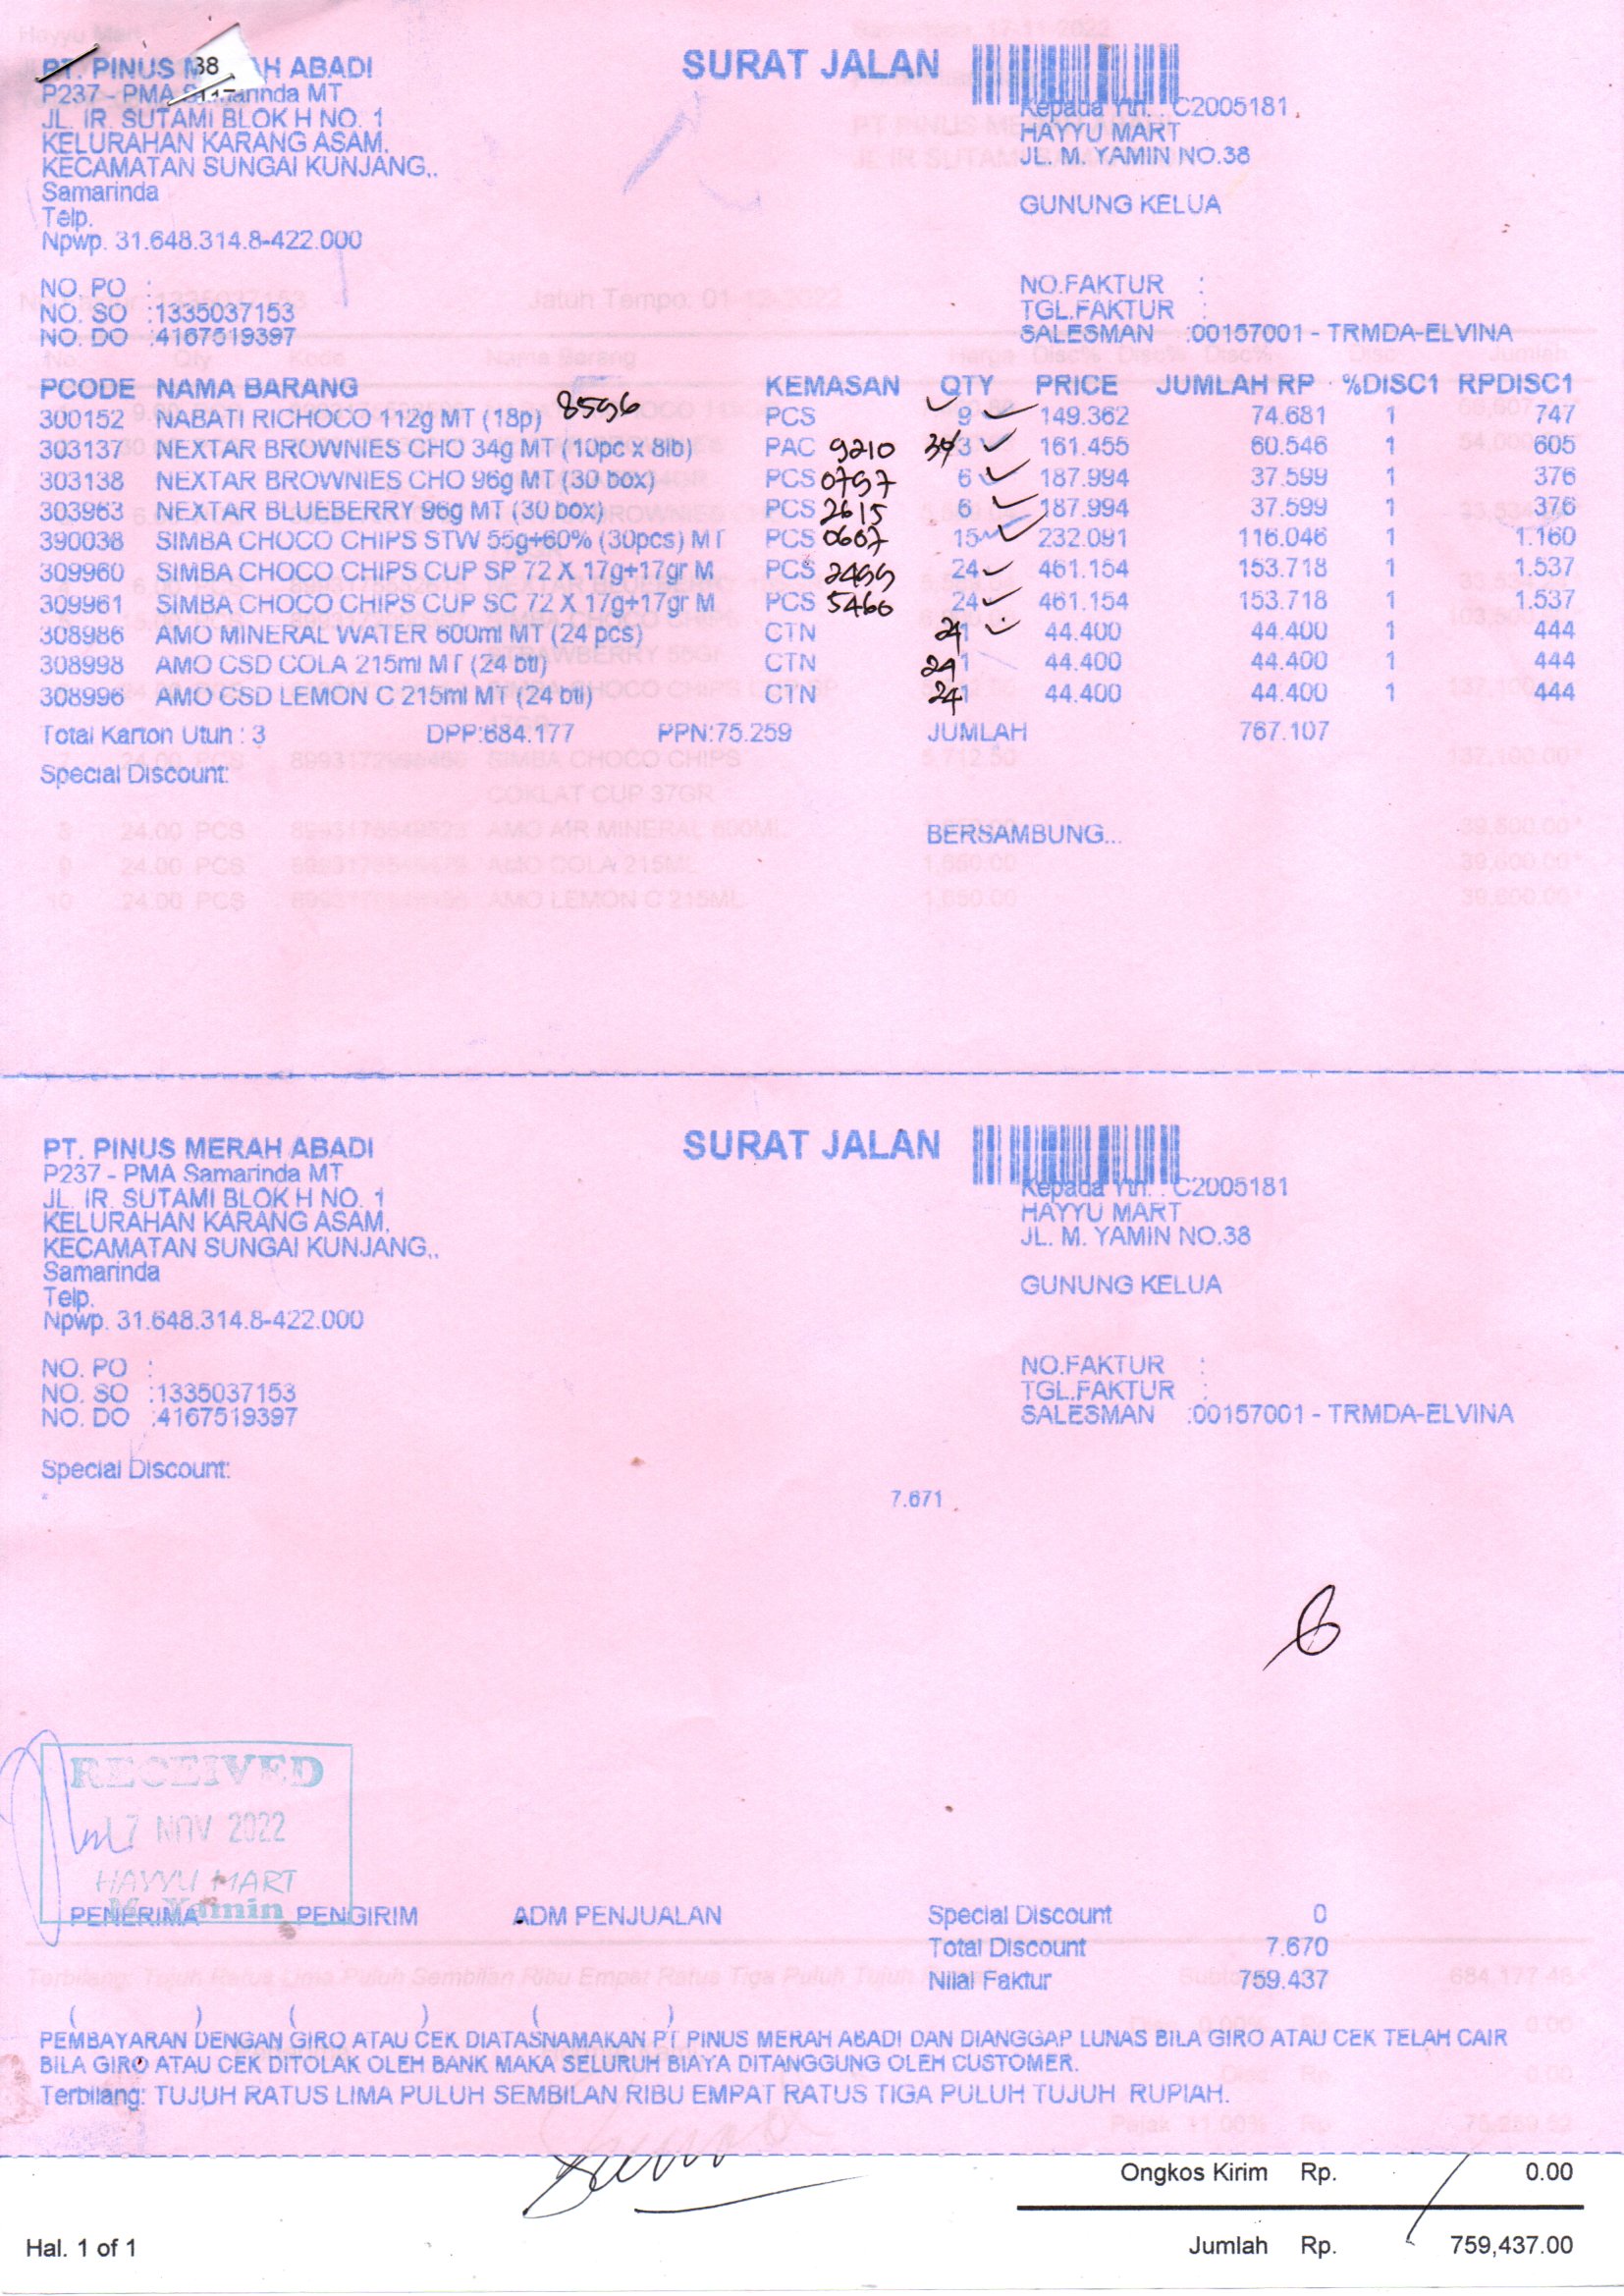 PT. PINUS M 38 H ABADI
SURAT JALAN
P237 - PMA Samarinda MT
JL. IR. SUTAMI BLOK H NO. 1
KELURAHAN KARANG ASAM,
KECAMATAN SUNGAI KUNJANG,.
Samarinda
Telp.
Npwp. 31.648.314.8-422.000
Kepada Yth. : C2005181
HAYYU MART
JL. M. YAMIN NO.38
GUNUNG KELUA
NO. PO :
NO. SO :1335037153
NO. DO :4167519397
NO.FAKTUR :
TGL.FAKTUR :
SALESMAN :00157001 - TRMDA-ELVINA
PCODE NAMA BARANG KEMASAN QTY PRICE JUMLAH RP %DISC1 RPDISC1
300152 NABATI RICHOCO 112g MT (18p) 8596 PCS 9 149.362 74.681 1 747
303137 NEXTAR BROWNIES CHO 34g MT (10pc x 8ib) PAC 9210 3 161.455 60.546 1 605
303138 NEXTAR BROWNIES CHO 96g MT (30 box) PCS 0797 6 187.994 37.599 1 376
303963 NEXTAR BLUEBERRY 96g MT (30 box) PCS 2615 6 187.994 37.599 1 376
390038 SIMBA CHOCO CHIPS STW 55g+60% (30pcs) MT PCS 0607 15 232.091 116.046 1 1.160
309960 SIMBA CHOCO CHIPS CUP SP 72 X 17g+17gr M PCS 2499 24 461.154 153.718 1 1.537
309961 SIMBA CHOCO CHIPS CUP SC 72 X 17g+17gr M PCS 5460 24 461.154 153.718 1 1.537
308986 AMO MINERAL WATER 600ml MT (24 pcs) CTN 24 1 44.400 44.400 1 444
308998 AMO CSD COLA 215ml MT (24 btl) CTN 24 1 44.400 44.400 1 444
308996 AMO CSD LEMON C 215ml MT (24 btl) CTN 24 1 44.400 44.400 1 444
Total Karton Utuh : 3 DPP:684.177 PPN:75.259 JUMLAH 767.107
Special Discount:
BERSAMBUNG...
PT. PINUS MERAH ABADI
SURAT JALAN
P237 - PMA Samarinda MT
JL. IR. SUTAMI BLOK H NO. 1
KELURAHAN KARANG ASAM,
KECAMATAN SUNGAI KUNJANG,.
Samarinda
Telp.
Npwp. 31.648.314.8-422.000
Kepada Yth. : C2005181
HAYYU MART
JL. M. YAMIN NO.38
GUNUNG KELUA
NO. PO :
NO. SO :1335037153
NO. DO :4167519397
NO.FAKTUR :
TGL.FAKTUR :
SALESMAN :00157001 - TRMDA-ELVINA
Special Discount:
7.671
RECEIVED
17 NOV 2022
HAYYU MART
M. Yamin
PENERIMA PENGIRIM ADM PENJUALAN
Special Discount 0
Total Discount 7.670
Nilai Faktur 759.437
( ) ( ) ( )
PEMBAYARAN DENGAN GIRO ATAU CEK DIATASNAMAKAN PT PINUS MERAH ABADI DAN DIANGGAP LUNAS BILA GIRO ATAU CEK TELAH CAIR
BILA GIRO ATAU CEK DITOLAK OLEH BANK MAKA SELURUH BIAYA DITANGGUNG OLEH CUSTOMER.
Terbilang: TUJUH RATUS LIMA PULUH SEMBILAN RIBU EMPAT RATUS TIGA PULUH TUJUH RUPIAH.
Ongkos Kirim Rp. 0.00
Hal. 1 of 1
Jumlah Rp. 759,437.00